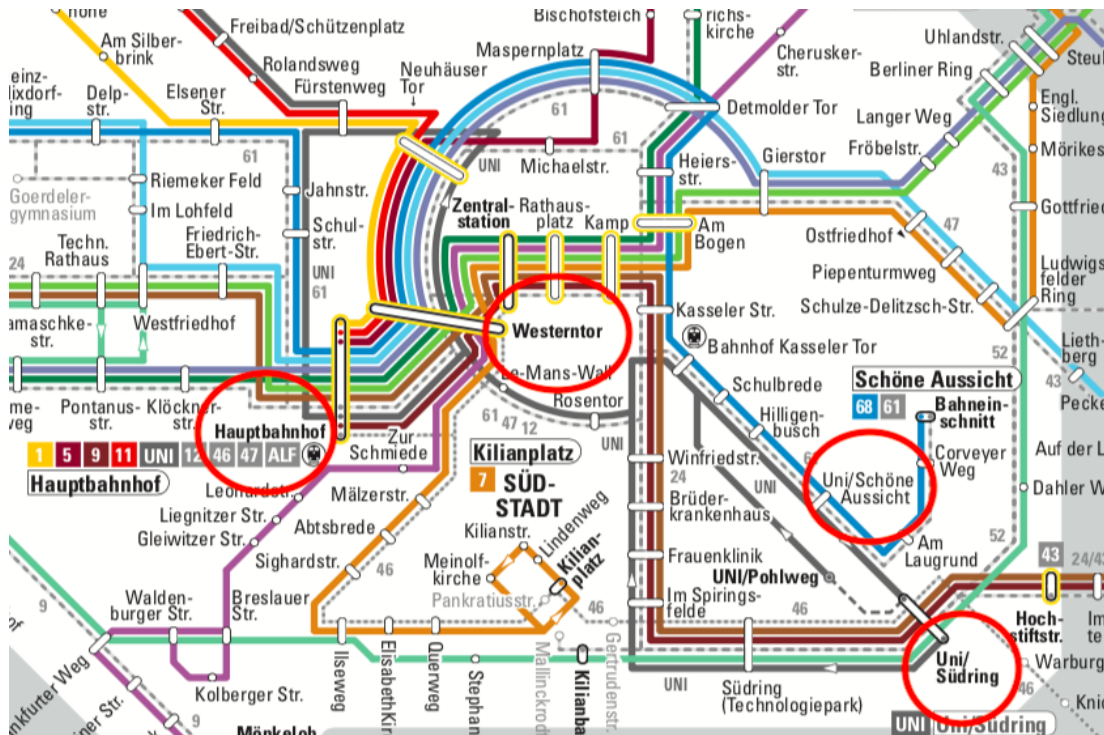 Am Silber-
brink
Freibad/Schützenplatz
Rolandsweg
Fürstenweg
Neuhäuser
Tor
Maspernplatz
Bischofsteich
kirche
Cherusker-
str.
Uhlandstr.
Berliner Ring
Delp-
str.
Elsener
Str.
61
UNI
61
61
Michaelstr.
Detmolder Tor
Langer Weg
Fröbelstr.
Engl.
Siedlung
43
Goerdeler-
gymnasium
Riemeker Feld
Im Lohfeld
Jahnstr.
Schul-
str.
UNI
61
Heiers-
str.
Gierstor
47
Techn.
Rathaus
24
Friedrich-
Ebert-Str.
Westfriedhof
Zentral-
station
Rathaus-
platz
Kamp
Am
Bogen
Ostfriedhof
Piepenturmweg
Schulze-Delitzsch-Str.
Ludwigs-
felder
Ring
str.
Pontanus-
str.
Klöckner-
str.
Westerntor
Le-Mans-Wall
Rosentor
61
47
12
UNI
Kasseler Str.
Bahnhof Kasseler Tor
Schulbrede
Hilligen-
busch
52
43
Schöne Aussicht
68 61
Bahnein-
schnitt
Corveyer
Weg
Uni/Schöne
Aussicht
Am
Laugrund
Hauptbahnhof
1 5 9 11 UNI 12 46 47 ALF
Hauptbahnhof
Zur
Schmiede
Leonardstr.
Liegnitzer Str.
Gleiwitzer Str.
Mälzerstr.
Abtsbrede
Sighardstr.
46
Kilianplatz
7 SÜD-
STADT
Kilianstr.
Lindenweg
Meinolf-
kirche
Kilian-
platz
Pankratiusstr.
46
Winfriedstr.
24
UNI
Brüder-
krankenhaus
Frauenklinik
UNI/Pohlweg
Im Spirings-
felde
46
52
43
Hoch-
stiftstr.
9
Walden-
burger Str.
Breslauer
Str.
Kolberger Str.
9
Ilseweg
Querweg
Gertrudenstr.
UNI
Südring
(Technologiepark)
Uni/
Südring
46
UNI Uni/Südring